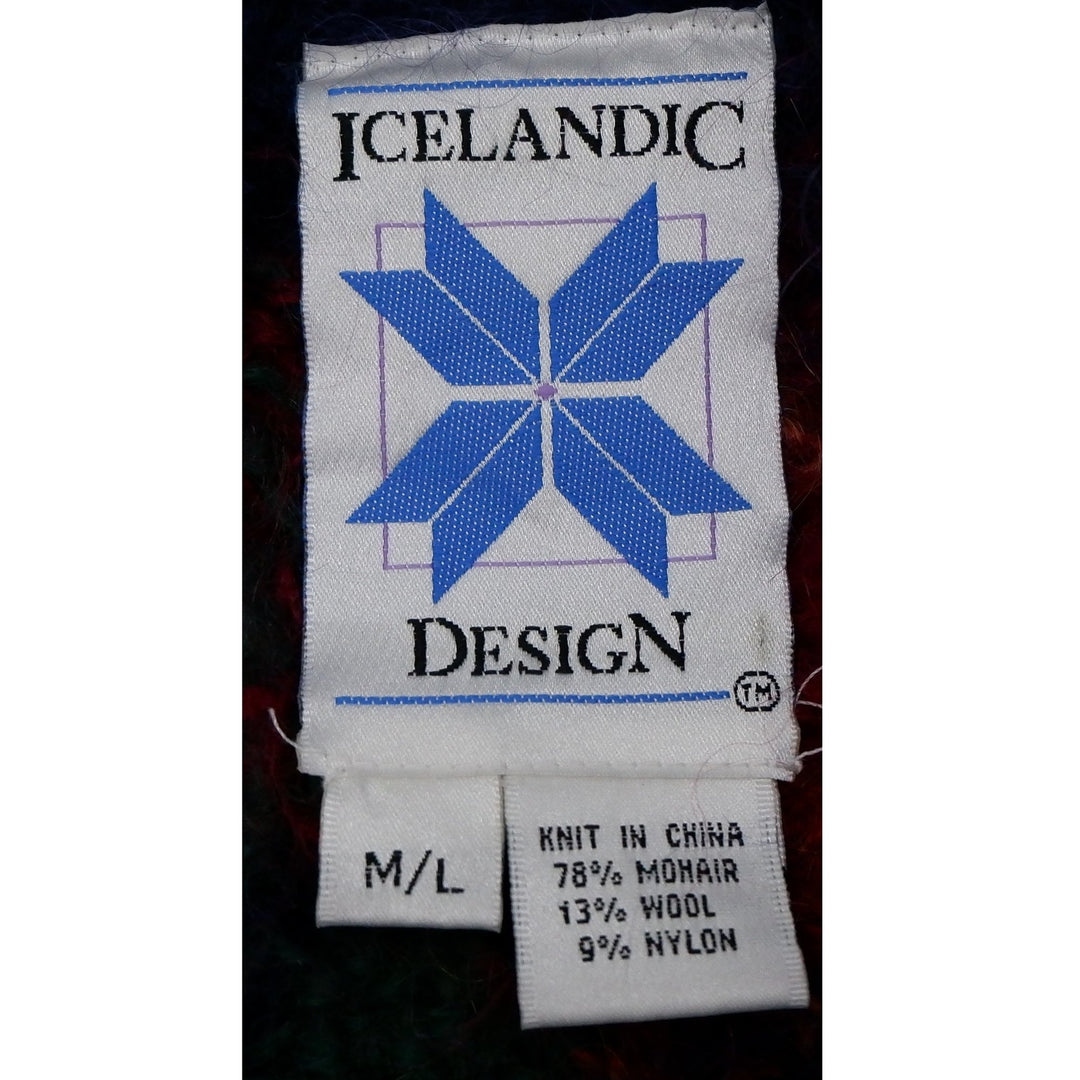 ICELANDIC
DESIGN
TM
M/L
KNIT IN CHINA
78% MOHAIR
13% WOOL
9% NYLON